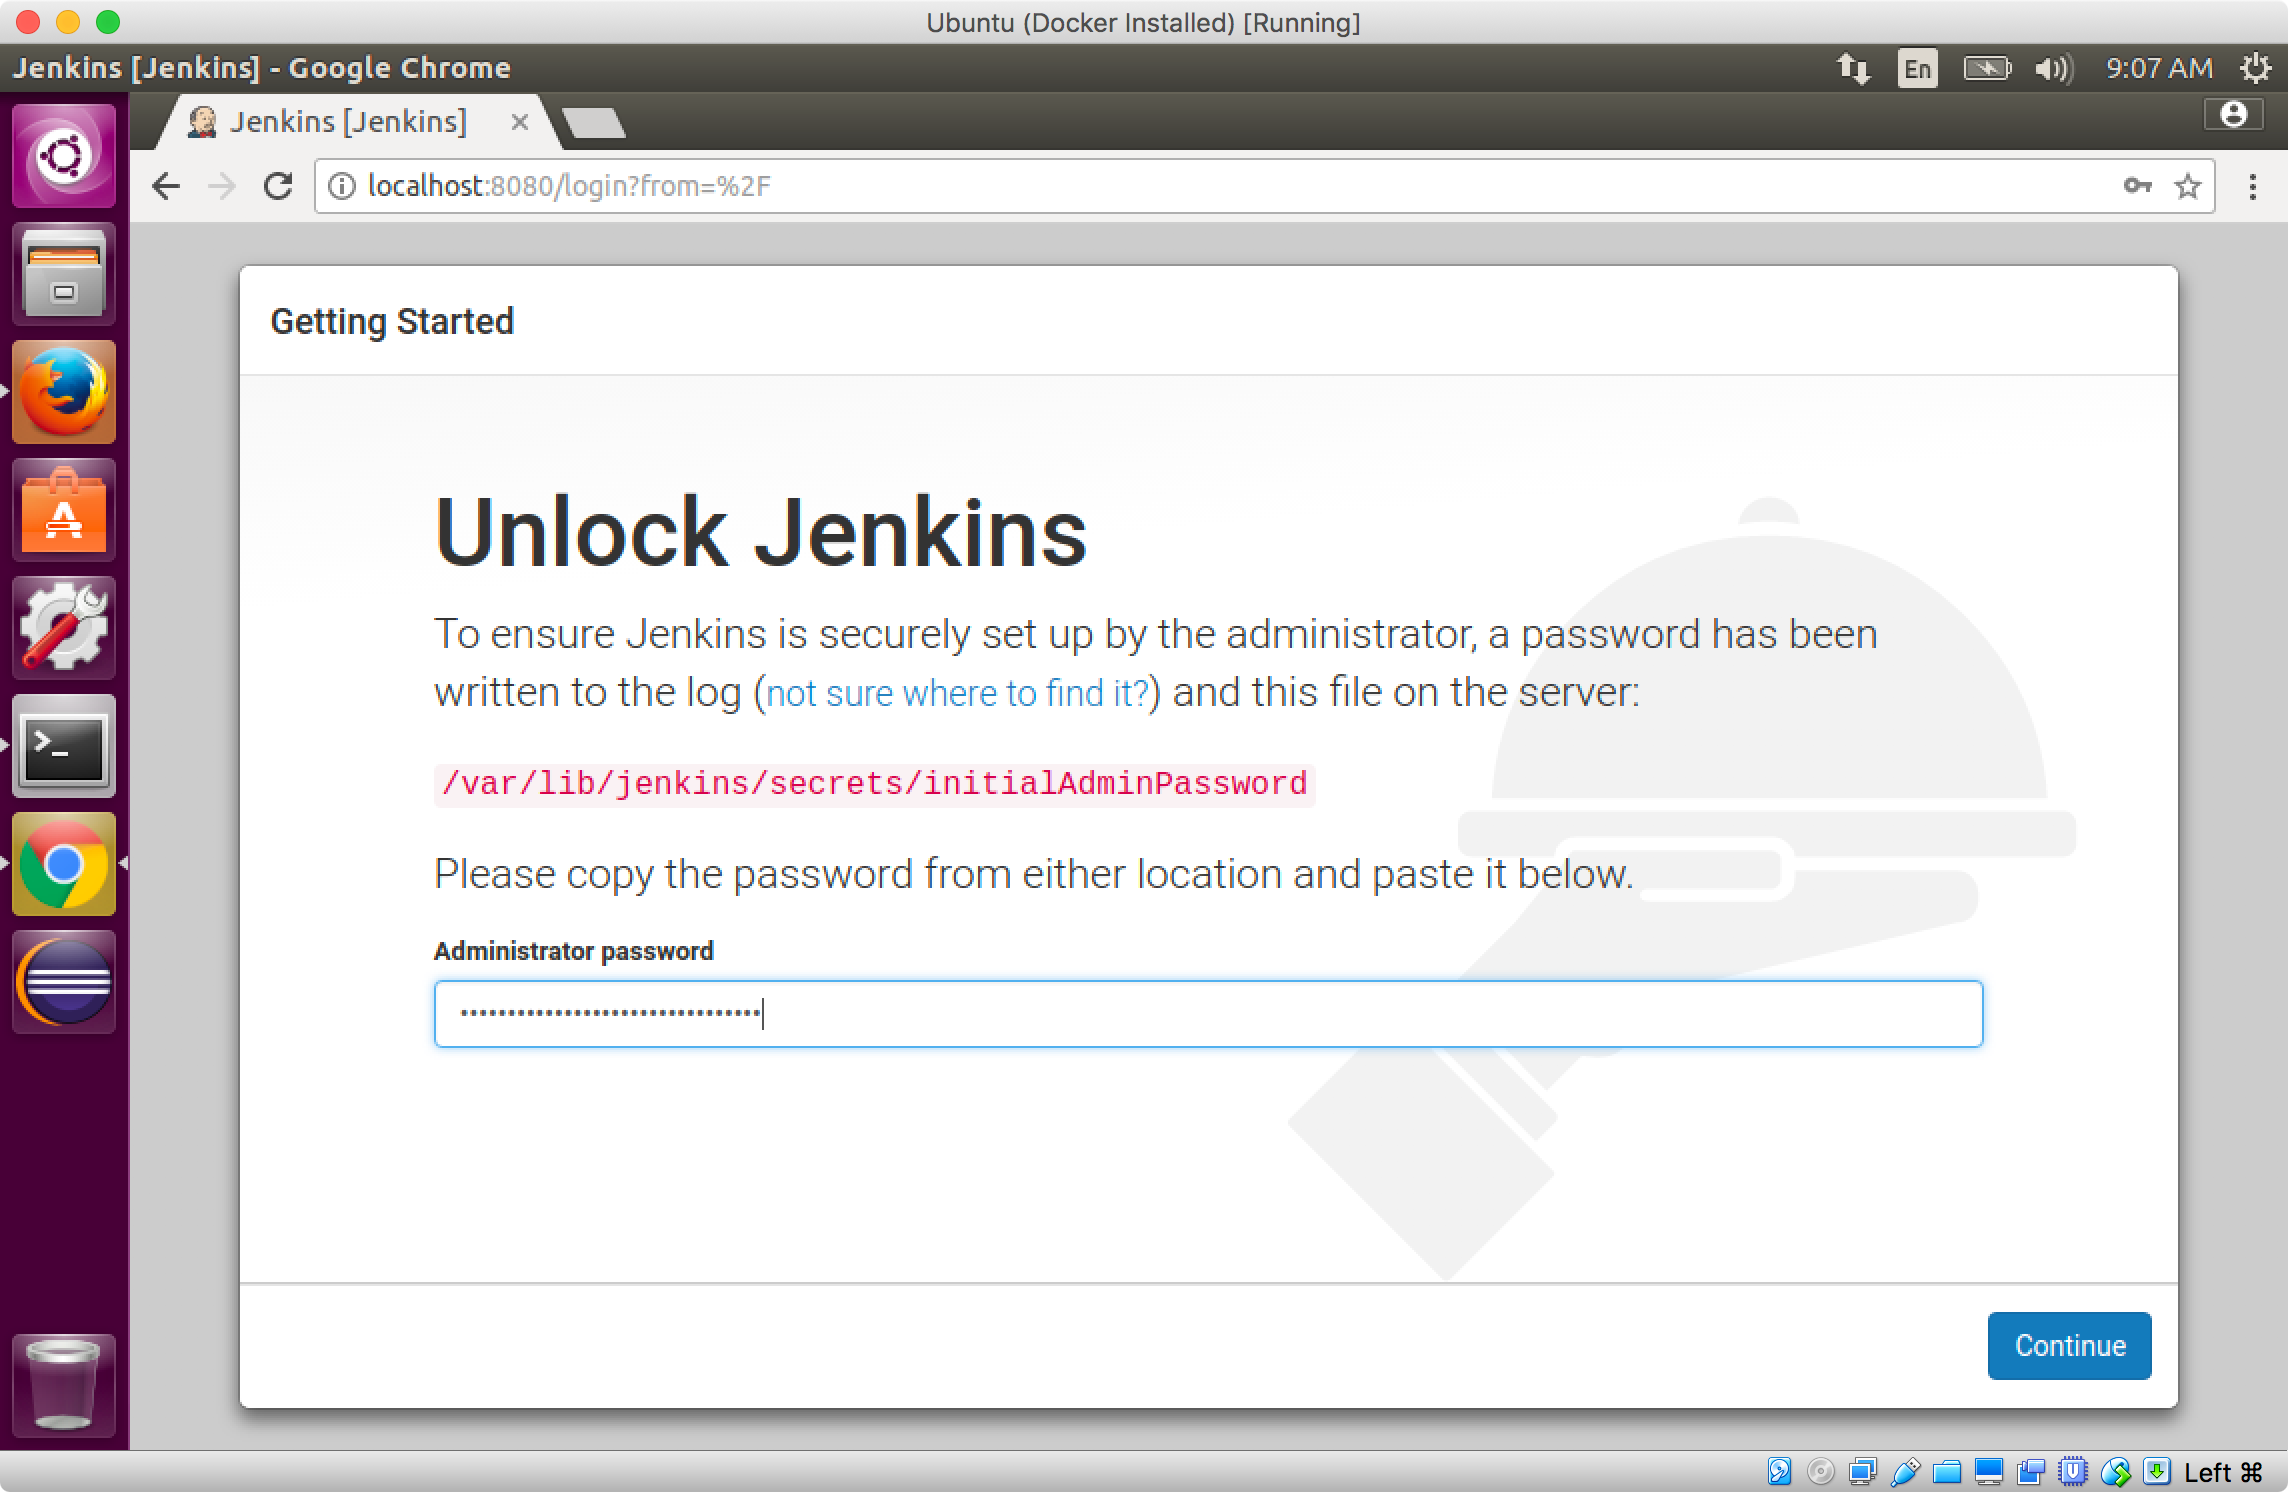 Ubuntu (Docker Installed) [Running]
Jenkins [Jenkins] - Google Chrome
En
9:07 AM
Jenkins [Jenkins]
localhost:8080/login?from=%2F
Getting Started
Unlock Jenkins
To ensure Jenkins is securely set up by the administrator, a password has been
written to the log (not sure where to find it?) and this file on the server:
/var/lib/jenkins/secrets/initialAdminPassword
Please copy the password from either location and paste it below.
Administrator password
Continue
Left ⌘